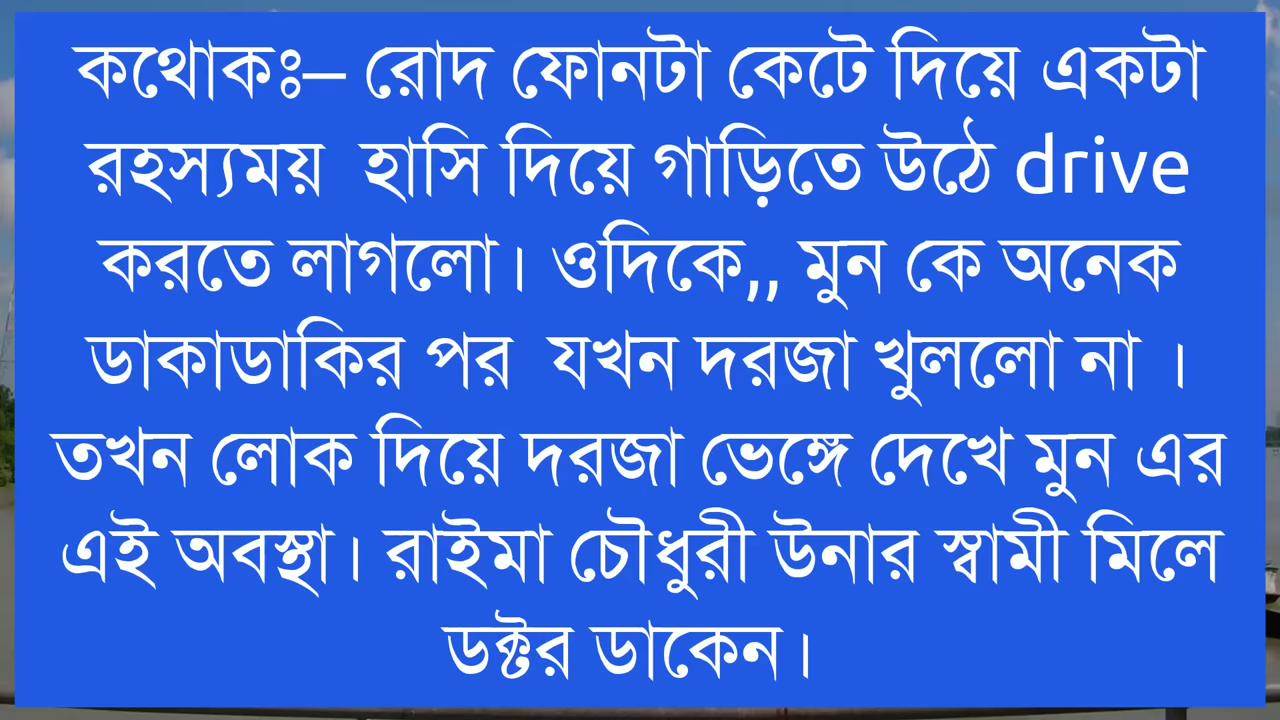 কথোকঃ– রোদ ফোনটা কেটে দিয়ে একটা
রহস্যময় হাসি দিয়ে গাড়িতে উঠে drive
করতে লাগলো। ওদিকে,, মুন কে অনেক
ডাকাডাকির পর যখন দরজা খুললো না ।
তখন লোক দিয়ে দরজা ভেঙ্গে দেখে মুন এর
এই অবস্থা। রাইমা চৌধুরী উনার স্বামী মিলে
ডক্টর ডাকেন।